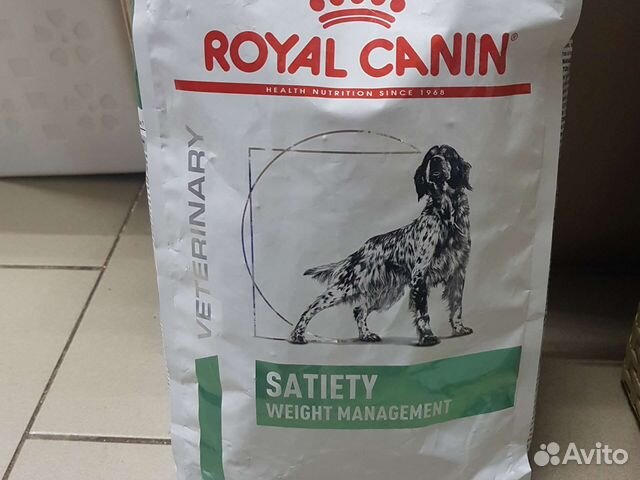 ROYAL CANIN
HEALTH NUTRITION SINCE 1968
VETERINARY
SATIETY
WEIGHT MANAGEMENT
Avito